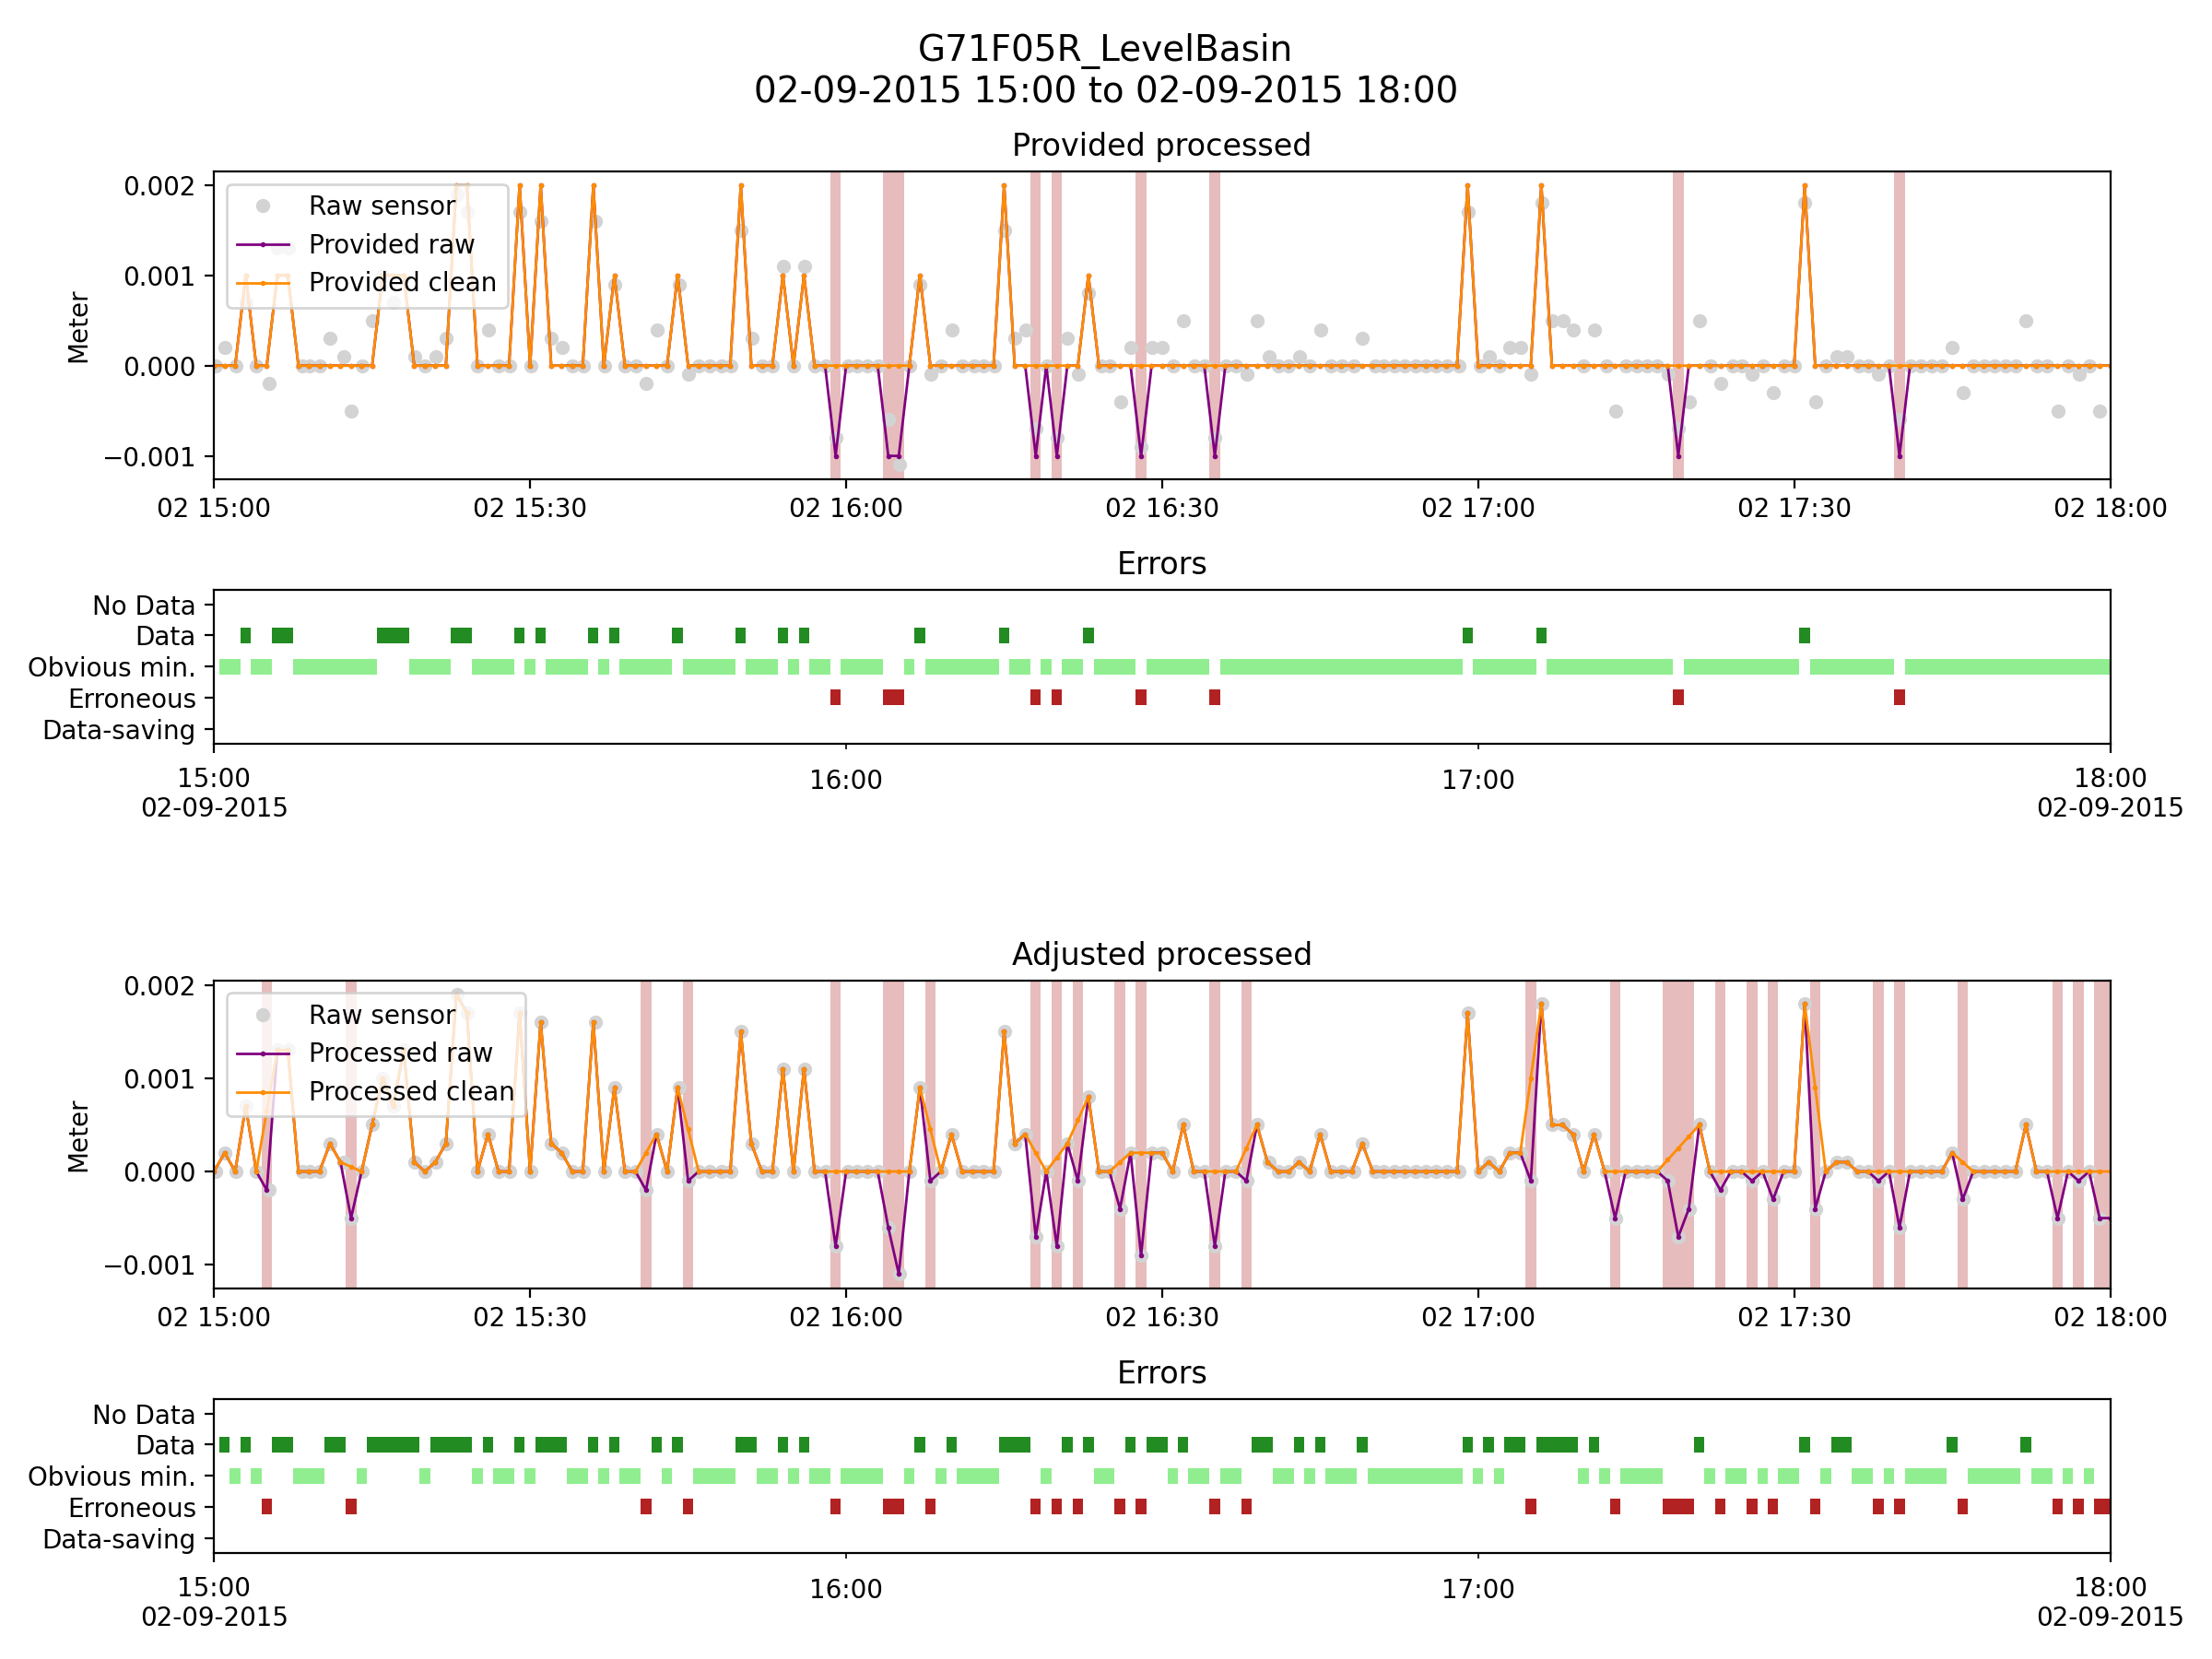 G71F05R_LevelBasin
02-09-2015 15:00 to 02-09-2015 18:00
Provided processed
Raw sensor
Provided raw
Provided clean
Meter
0.002
0.001
0.000
−0.001
02 15:00 02 15:30 02 16:00 02 16:30 02 17:00 02 17:30 02 18:00
Errors
No Data
Data
Obvious min.
Erroneous
Data-saving
15:00 16:00 17:00 18:00
02-09-2015 02-09-2015
Adjusted processed
Raw sensor
Processed raw
Processed clean
Meter
0.002
0.001
0.000
−0.001
02 15:00 02 15:30 02 16:00 02 16:30 02 17:00 02 17:30 02 18:00
Errors
No Data
Data
Obvious min.
Erroneous
Data-saving
15:00 16:00 17:00 18:00
02-09-2015 02-09-2015